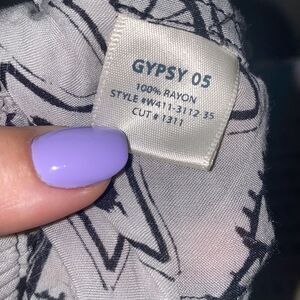 GYPSY 05
100% RAYON
STYLE #W411-3112 35
CUT # 1311